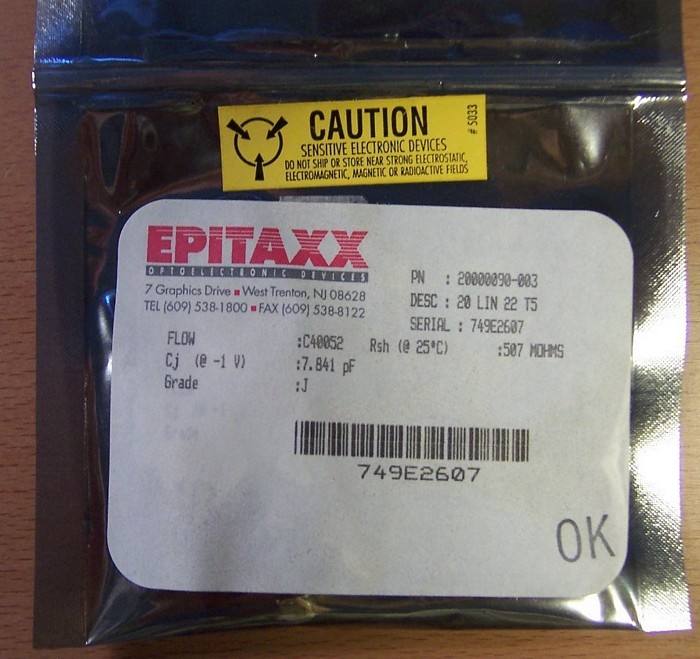 CAUTION
SENSITIVE ELECTRONIC DEVICES
DO NOT SHIP OR STORE NEAR STRONG ELECTROSTATIC,
ELECTROMAGNETIC, MAGNETIC OR RADIOACTIVE FIELDS
# 5033
EPITAXX
OPTOELECTRONIC DEVICES
7 Graphics Drive ▪ West Trenton, NJ 08628
TEL (609) 538-1800 ▪ FAX (609) 538-8122
PN : 20000090-003
DESC : 20 LIN 22 T5
SERIAL : 749E2607
FLOW :C40052 Rsh (@ 25°C) :507 MOHMS
Cj (@ -1 V) :7.841 pF
Grade :J
749E2607
OK